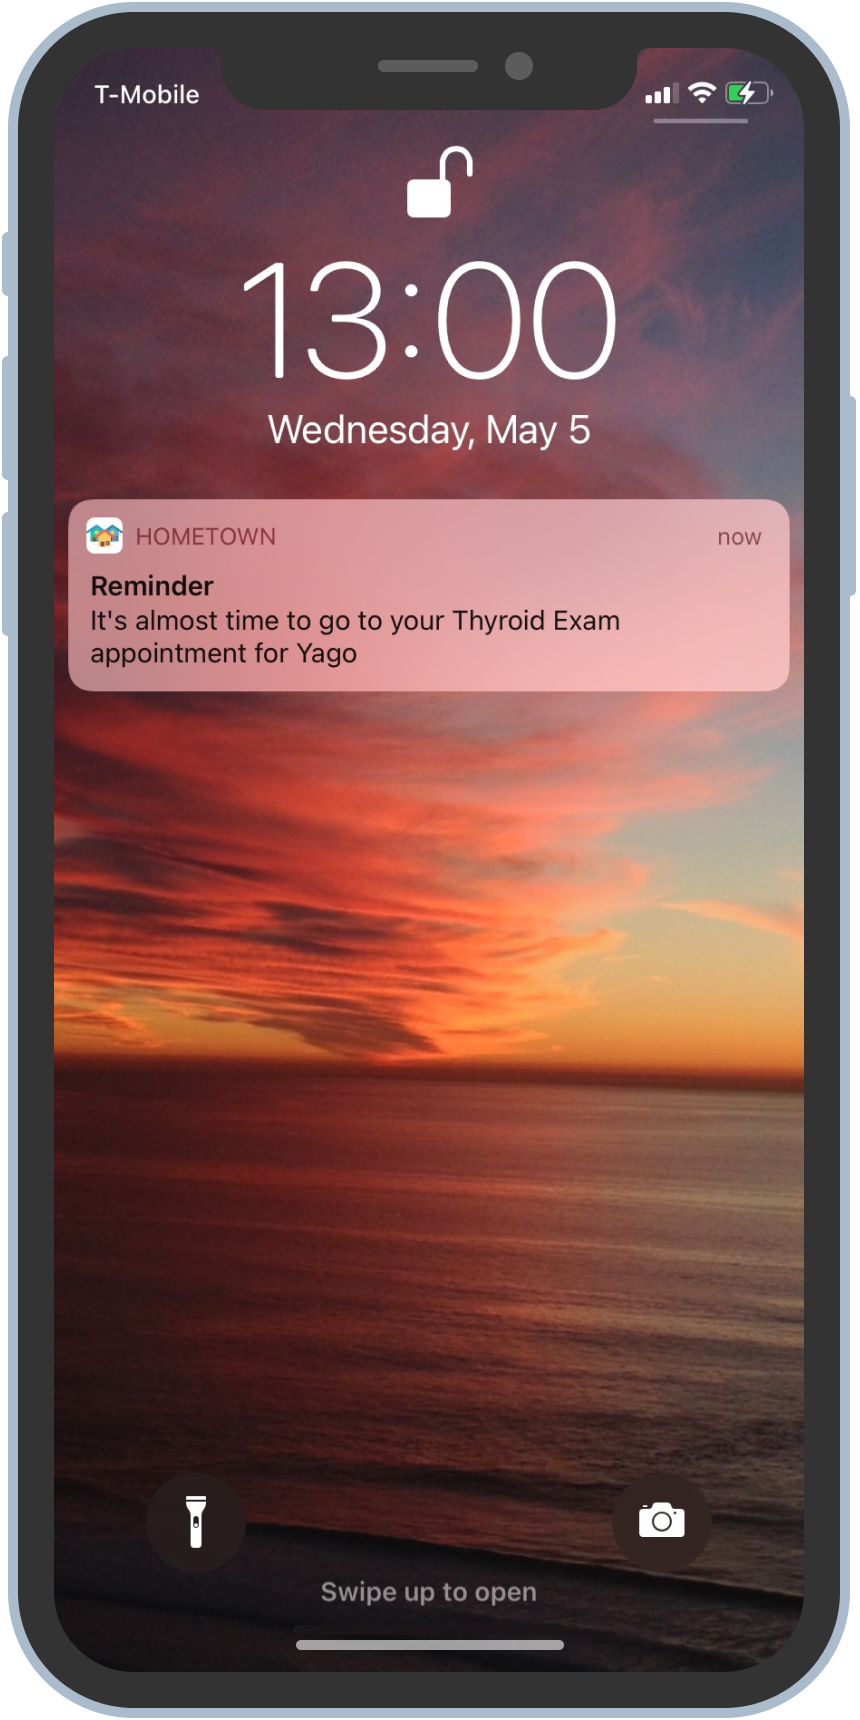 T-Mobile
13:00
Wednesday, May 5
HOMETOWN
now
Reminder
It's almost time to go to your Thyroid Exam
appointment for Yago
Swipe up to open